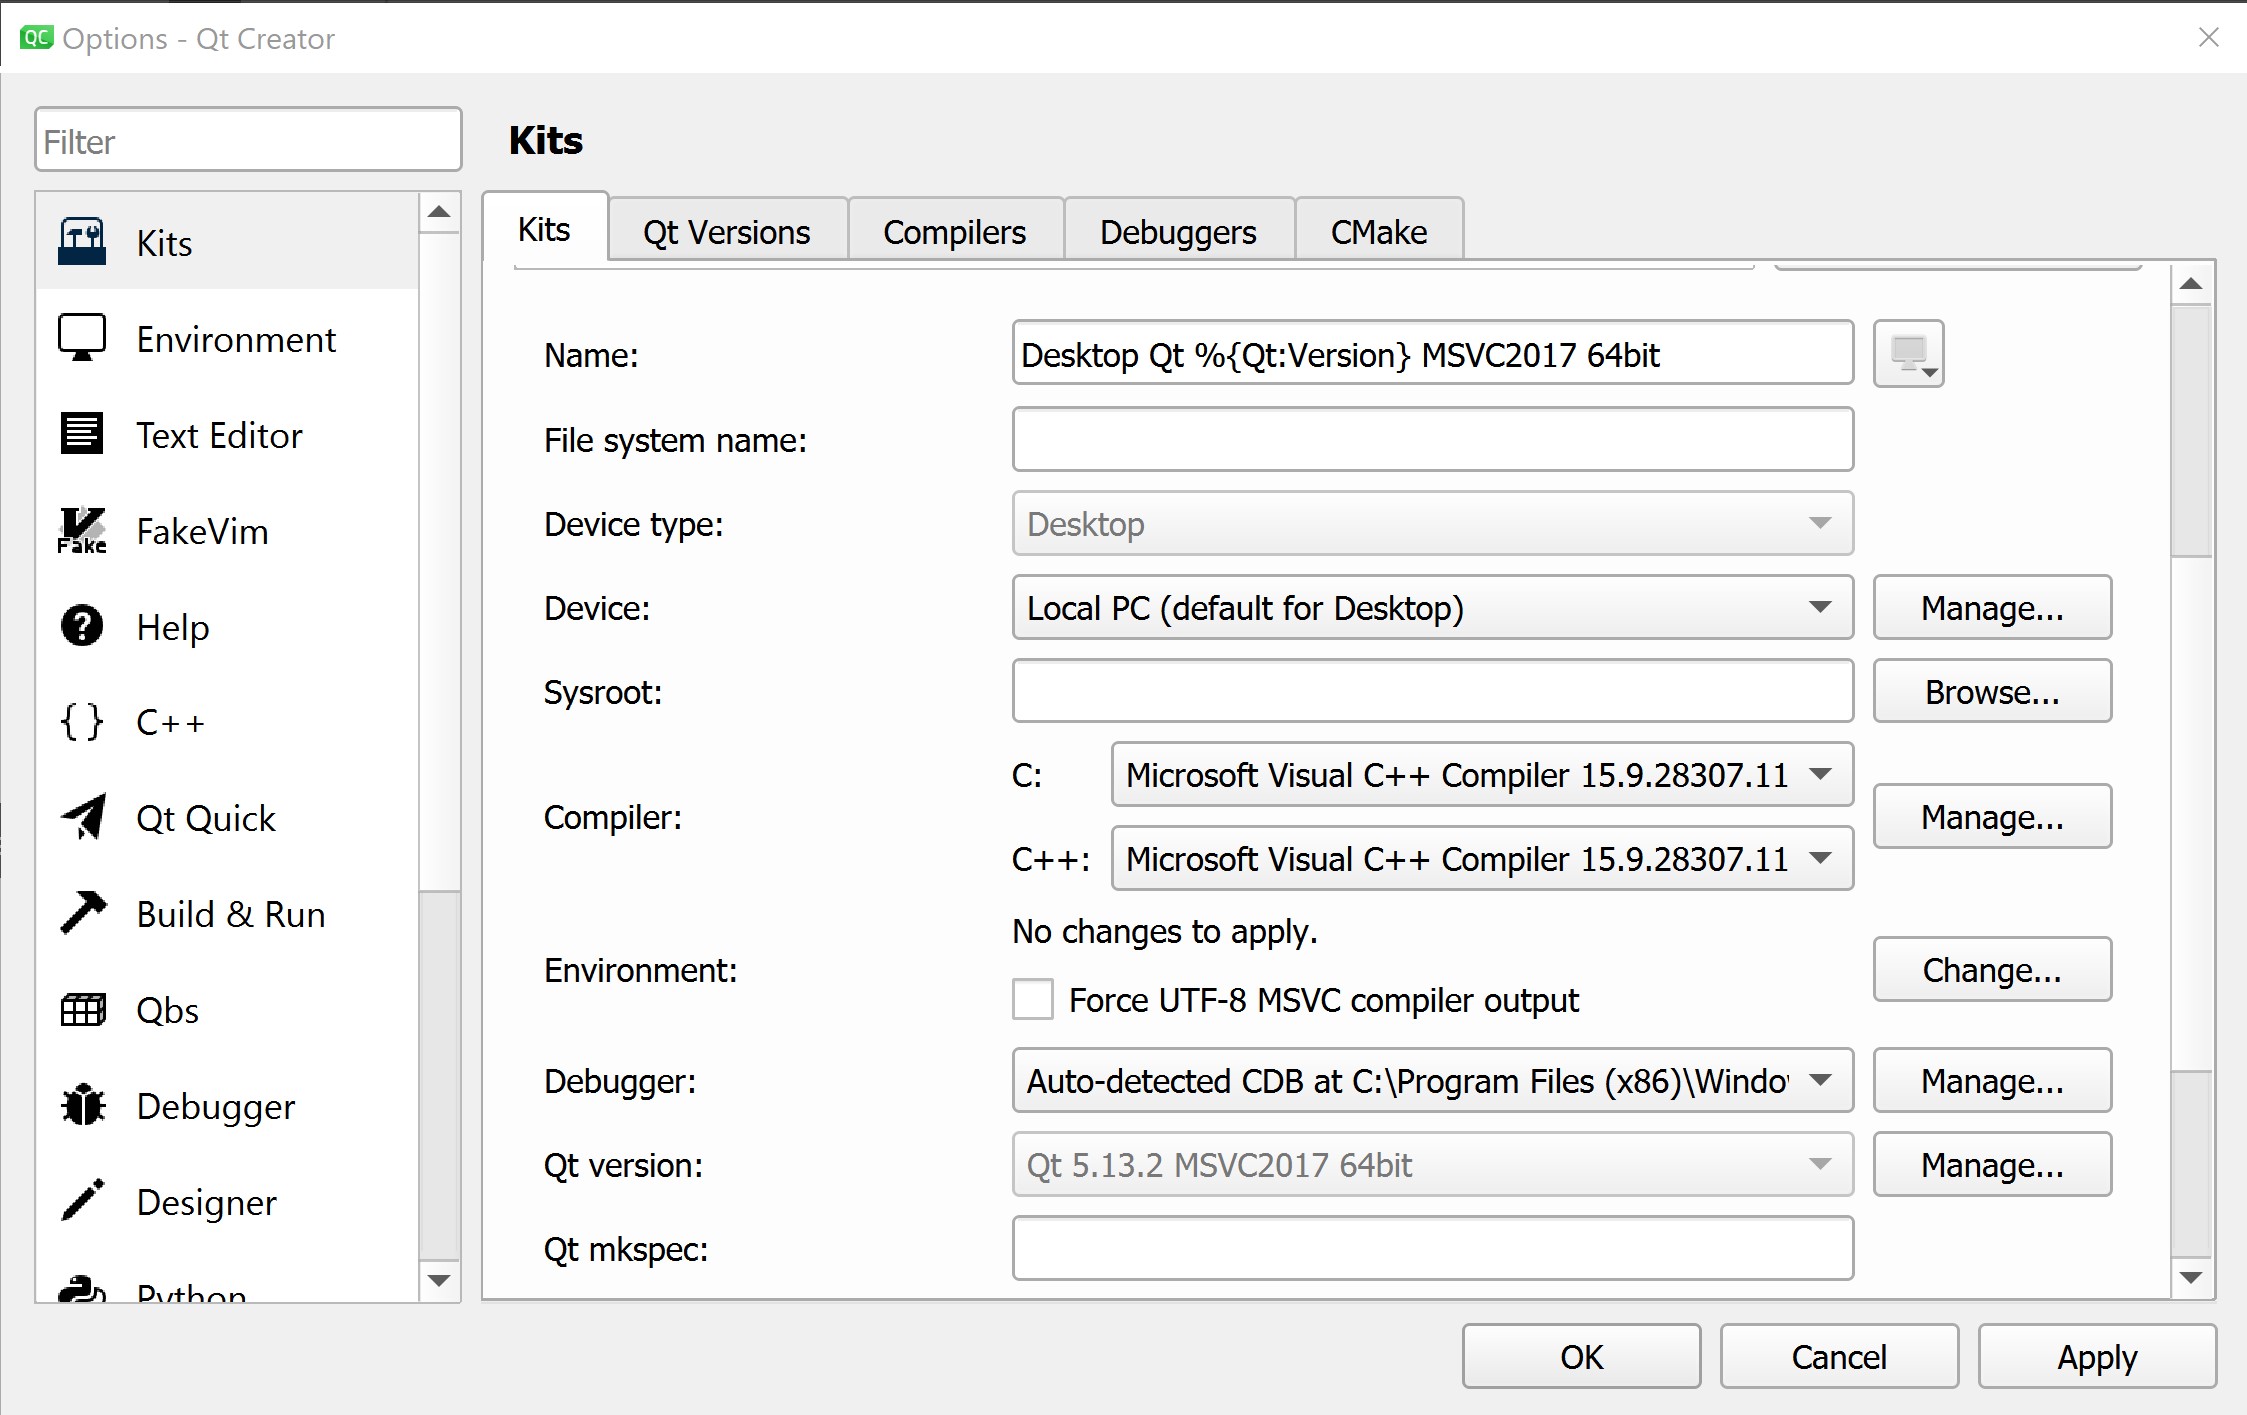 QC Options - Qt Creator
Filter
Kits
Environment
Text Editor
Fake FakeVim
Help
C++
Qt Quick
Build & Run
Qbs
Debugger
Designer
Python
Kits
Kits Qt Versions Compilers Debuggers CMake
Name: Desktop Qt %{Qt:Version} MSVC2017 64bit
File system name:
Device type: Desktop
Device: Local PC (default for Desktop) Manage...
Sysroot: Browse...
Compiler: C: Microsoft Visual C++ Compiler 15.9.28307.11
C++: Microsoft Visual C++ Compiler 15.9.28307.11 Manage...
Environment: No changes to apply. Change...
Force UTF-8 MSVC compiler output
Debugger: Auto-detected CDB at C:\Program Files (x86)\Windo Manage...
Qt version: Qt 5.13.2 MSVC2017 64bit Manage...
Qt mkspec:
OK Cancel Apply